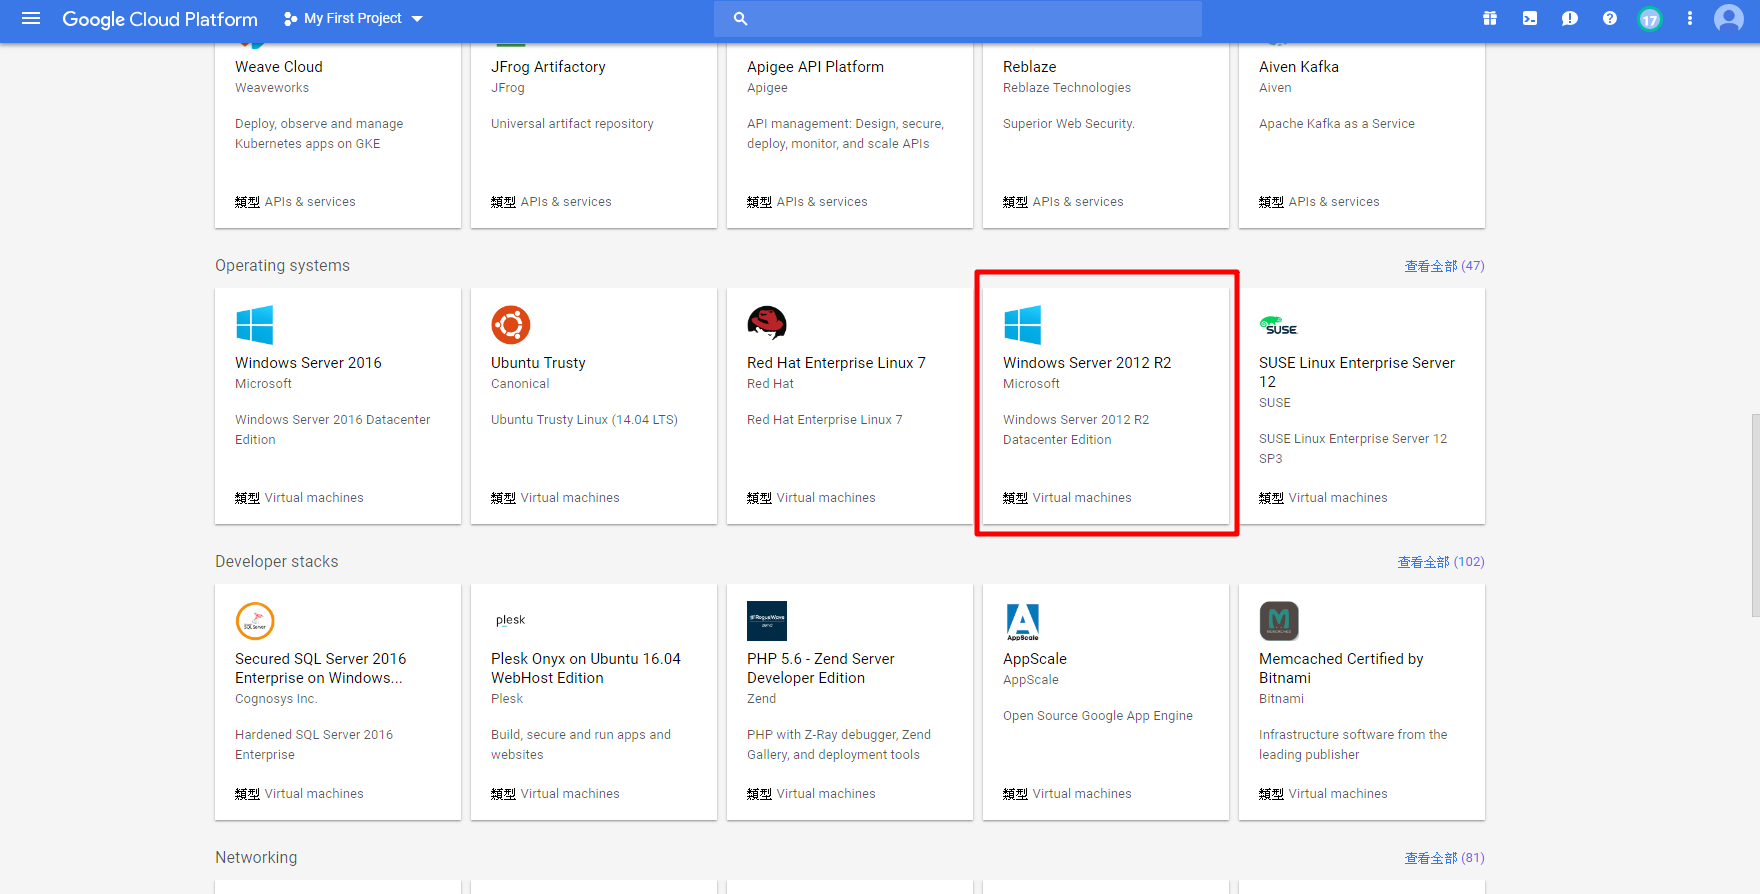 Google Cloud Platform
My First Project
17
Weave Cloud
Weaveworks
Deploy, observe and manage
Kubernetes apps on GKE
類型 APIs & services
JFrog Artifactory
JFrog
Universal artifact repository
類型 APIs & services
Apigee API Platform
Apigee
API management: Design, secure,
deploy, monitor, and scale APIs
類型 APIs & services
Reblaze
Reblaze Technologies
Superior Web Security.
類型 APIs & services
Aiven Kafka
Aiven
Apache Kafka as a Service
類型 APIs & services
Operating systems
查看全部 (47)
Windows Server 2016
Microsoft
Windows Server 2016 Datacenter
Edition
類型 Virtual machines
Ubuntu Trusty
Canonical
Ubuntu Trusty Linux (14.04 LTS)
類型 Virtual machines
Red Hat Enterprise Linux 7
Red Hat
Red Hat Enterprise Linux 7
類型 Virtual machines
Windows Server 2012 R2
Microsoft
Windows Server 2012 R2
Datacenter Edition
類型 Virtual machines
SUSE
SUSE Linux Enterprise Server
12
SUSE
SUSE Linux Enterprise Server 12
SP3
類型 Virtual machines
Developer stacks
查看全部 (102)
SQL Server
Secured SQL Server 2016
Enterprise on Windows...
Cognosys Inc.
Hardened SQL Server 2016
Enterprise
類型 Virtual machines
plesk
Plesk Onyx on Ubuntu 16.04
WebHost Edition
Plesk
Build, secure and run apps and
websites
類型 Virtual machines
RogueWave
PHP 5.6 - Zend Server
Developer Edition
Zend
PHP with Z-Ray debugger, Zend
Gallery, and deployment tools
類型 Virtual machines
AppScale
AppScale
AppScale
Open Source Google App Engine
類型 Virtual machines
M
Memcached Certified by
Bitnami
Bitnami
Infrastructure software from the
leading publisher
類型 Virtual machines
Networking
查看全部 (81)